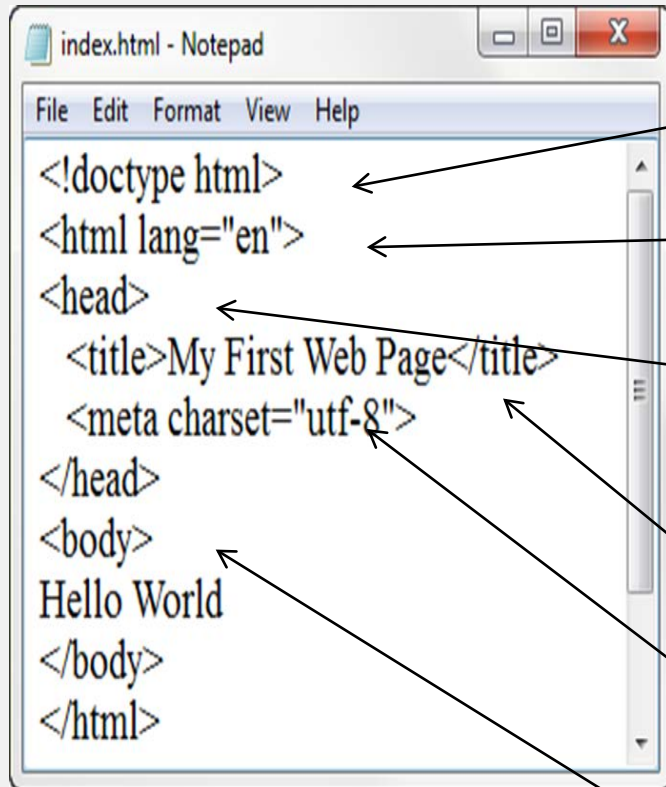 index.html - Notepad
File Edit Format View Help
<!doctype html>
<html lang="en">
<head>
<title>My First Web Page</title>
<meta charset="utf-8">
</head>
<body>
Hello World
</body>
</html>